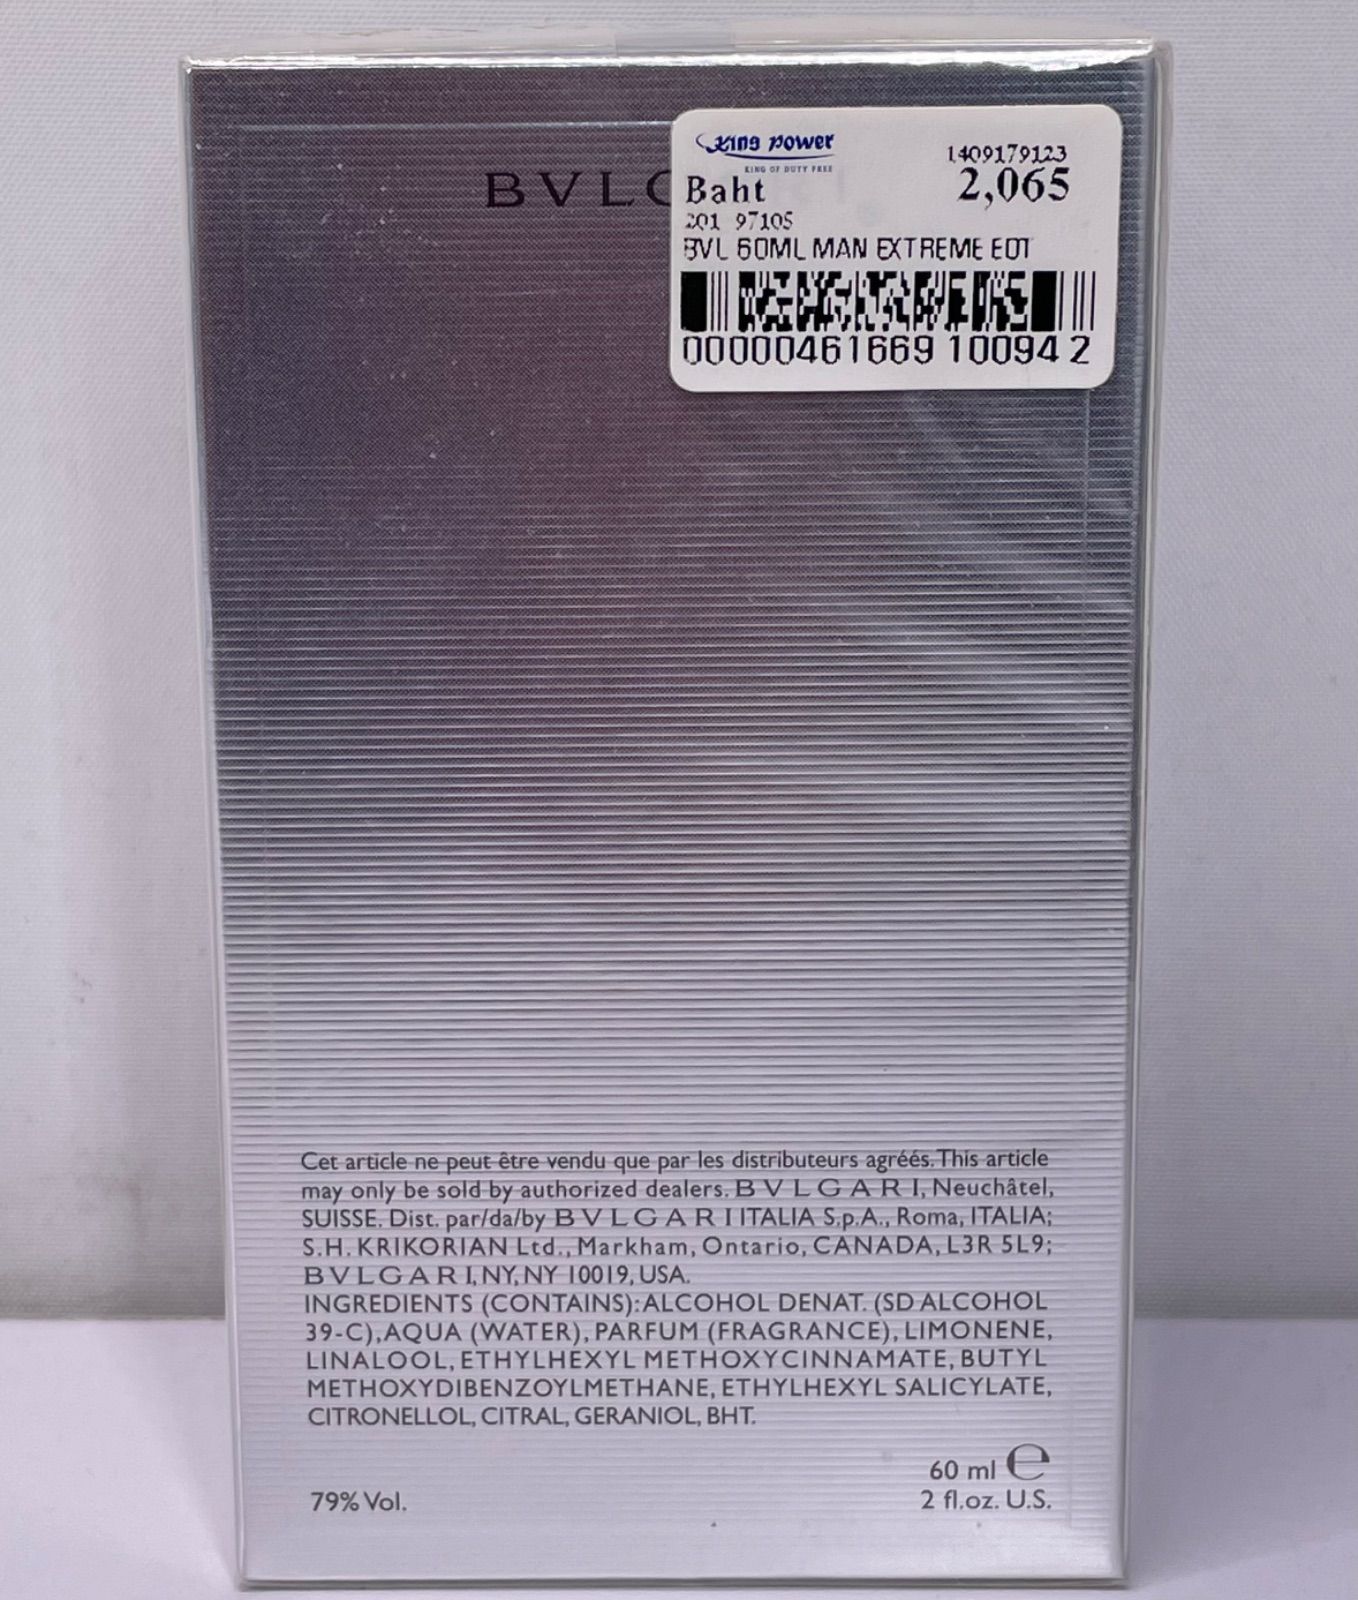 King Power
KING OF DUTY FREE
1409179123
Baht 2,065
201 97105
BVL 60ML MAN EXTREME EDT
00000461669 10094 2
BVLG
Cet article ne peut être vendu que par les distributeurs agréés. This article
may only be sold by authorized dealers. BVLGARI, Neuchâtel,
SUISSE. Dist. par/da/by BVLGARI ITALIA S.p.A., Roma, ITALIA;
S.H. KRIKORIAN Ltd., Markham, Ontario, CANADA, L3R 5L9;
BVLGARI, NY, NY 10019, USA.
INGREDIENTS (CONTAINS): ALCOHOL DENAT. (SD ALCOHOL
39-C), AQUA (WATER), PARFUM (FRAGRANCE), LIMONENE,
LINALOOL, ETHYLHEXYL METHOXYCINNAMATE, BUTYL
METHOXYDIBENZOYLMETHANE, ETHYLHEXYL SALICYLATE,
CITRONELLOL, CITRAL, GERANIOL, BHT.
60 ml ℮
79% Vol. 2 fl.oz. U.S.